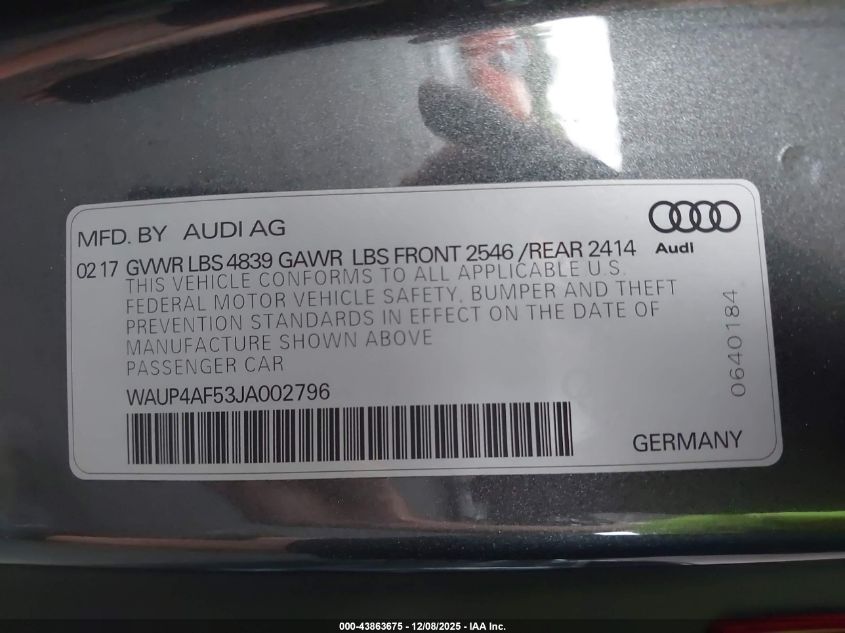 MFD. BY AUDI AG
Audi
02 17 GVWR LBS 4839 GAWR LBS FRONT 2546 /REAR 2414
THIS VEHICLE CONFORMS TO ALL APPLICABLE U.S.
FEDERAL MOTOR VEHICLE SAFETY, BUMPER AND THEFT
PREVENTION STANDARDS IN EFFECT ON THE DATE OF
MANUFACTURE SHOWN ABOVE
PASSENGER CAR
WAUP4AF53JA002796
0640184
GERMANY
000-43863675 - 12/08/2025 - IAA Inc.